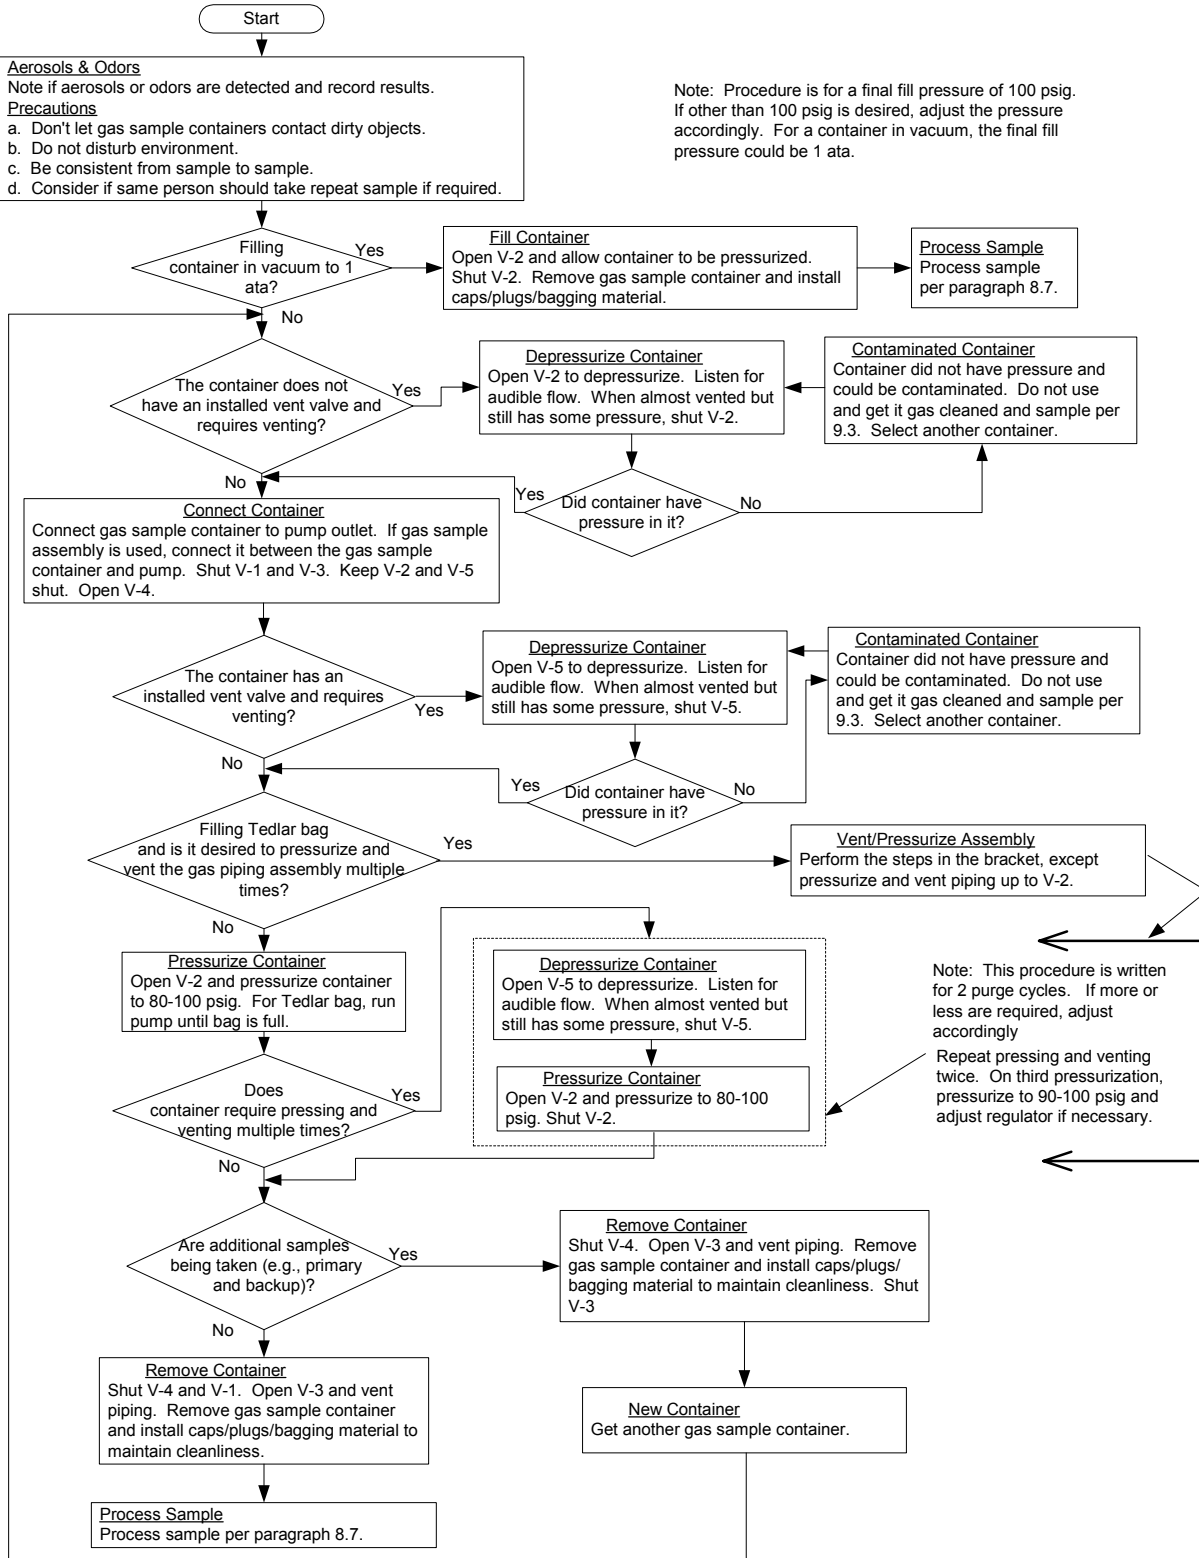 Start
Aerosols & Odors
Note if aerosols or odors are detected and record results.
Precautions
a. Don't let gas sample containers contact dirty objects.
b. Do not disturb environment.
c. Be consistent from sample to sample.
d. Consider if same person should take repeat sample if required.
Note: Procedure is for a final fill pressure of 100 psig.
If other than 100 psig is desired, adjust the pressure
accordingly. For a container in vacuum, the final fill
pressure could be 1 ata.
Filling
container in vacuum to 1
ata?
Yes
Fill Container
Open V-2 and allow container to be pressurized.
Shut V-2. Remove gas sample container and install
caps/plugs/bagging material.
Process Sample
Process sample
per paragraph 8.7.
No
The container does not
have an installed vent valve and
requires venting?
Yes
Depressurize Container
Open V-2 to depressurize. Listen for
audible flow. When almost vented but
still has some pressure, shut V-2.
Contaminated Container
Container did not have pressure and
could be contaminated. Do not use
and get it gas cleaned and sample per
9.3. Select another container.
No
Yes
Did container have
pressure in it?
No
Connect Container
Connect gas sample container to pump outlet. If gas sample
assembly is used, connect it between the gas sample
container and pump. Shut V-1 and V-3. Keep V-2 and V-5
shut. Open V-4.
The container has an
installed vent valve and requires
venting?
Yes
Depressurize Container
Open V-5 to depressurize. Listen for
audible flow. When almost vented but
still has some pressure, shut V-5.
Contaminated Container
Container did not have pressure and
could be contaminated. Do not use
and get it gas cleaned and sample per
9.3. Select another container.
No
Yes
Did container have
pressure in it?
No
Filling Tedlar bag
and is it desired to pressurize and
vent the gas piping assembly multiple
times?
Yes
Vent/Pressurize Assembly
Perform the steps in the bracket, except
pressurize and vent piping up to V-2.
No
Pressurize Container
Open V-2 and pressurize container
to 80-100 psig. For Tedlar bag, run
pump until bag is full.
Depressurize Container
Open V-5 to depressurize. Listen for
audible flow. When almost vented but
still has some pressure, shut V-5.
Note: This procedure is written
for 2 purge cycles. If more or
less are required, adjust
accordingly
Repeat pressing and venting
twice. On third pressurization,
pressurize to 90-100 psig and
adjust regulator if necessary.
Does
container require pressing and
venting multiple times?
Yes
Pressurize Container
Open V-2 and pressurize to 80-100
psig. Shut V-2.
No
Are additional samples
being taken (e.g., primary
and backup)?
Yes
Remove Container
Shut V-4. Open V-3 and vent piping. Remove
gas sample container and install caps/plugs/
bagging material to maintain cleanliness. Shut
V-3
No
Remove Container
Shut V-4 and V-1. Open V-3 and vent
piping. Remove gas sample container
and install caps/plugs/bagging material to
maintain cleanliness.
New Container
Get another gas sample container.
Process Sample
Process sample per paragraph 8.7.